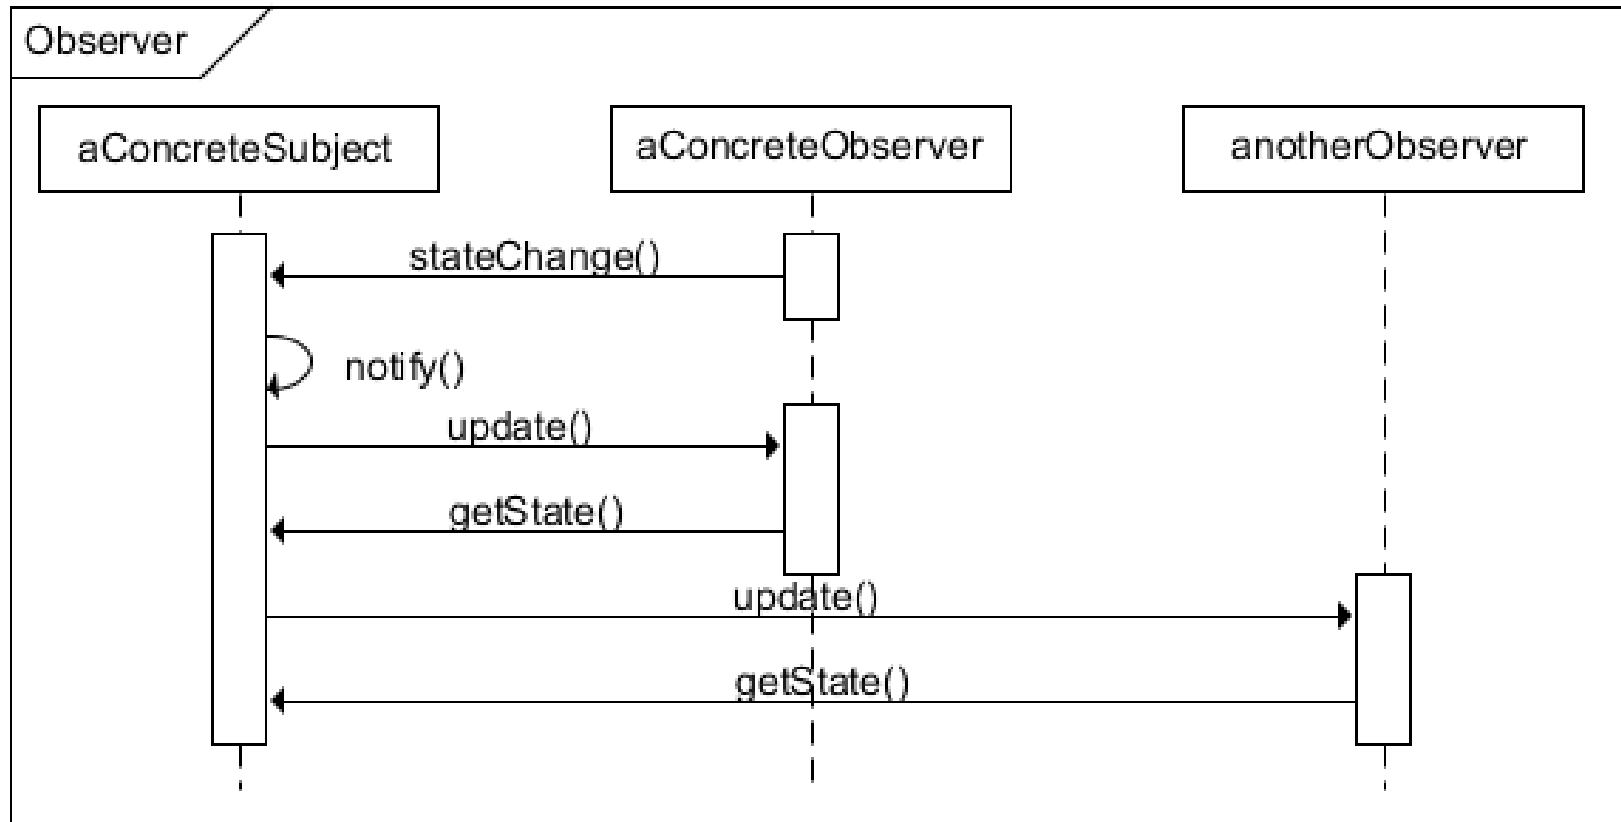 Observer
aConcreteSubject
aConcreteObserver
anotherObserver
stateChange()
notify()
update()
getState()
update()
getState()